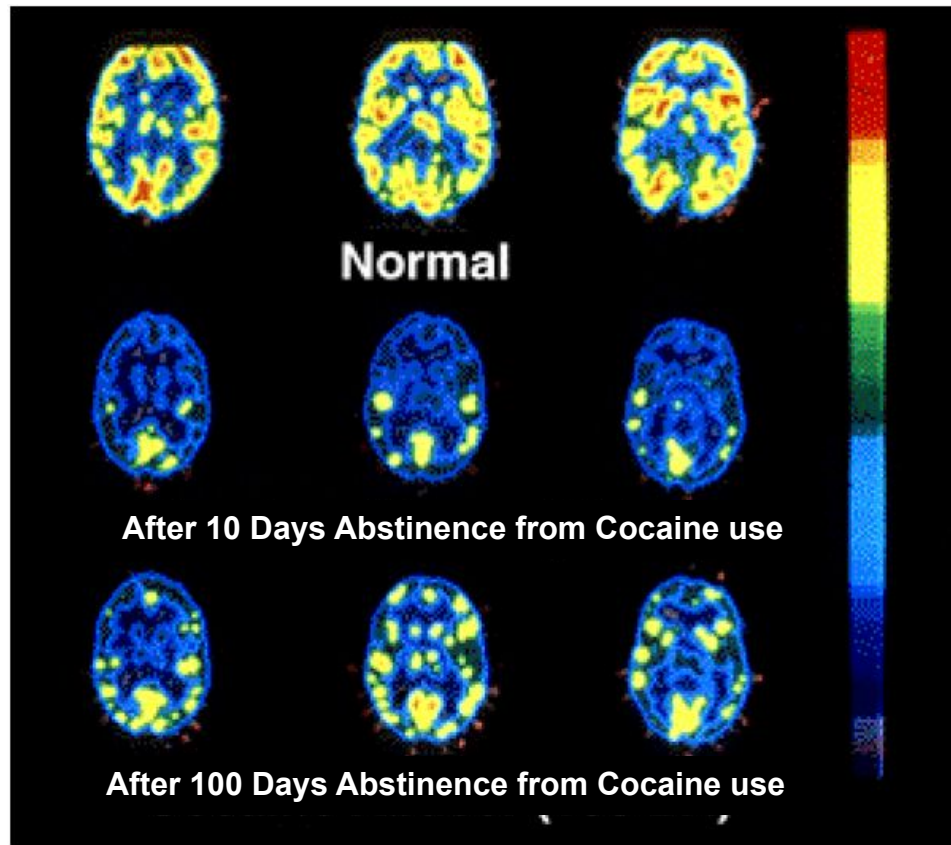 Normal
After 10 Days Abstinence from Cocaine use
After 100 Days Abstinence from Cocaine use